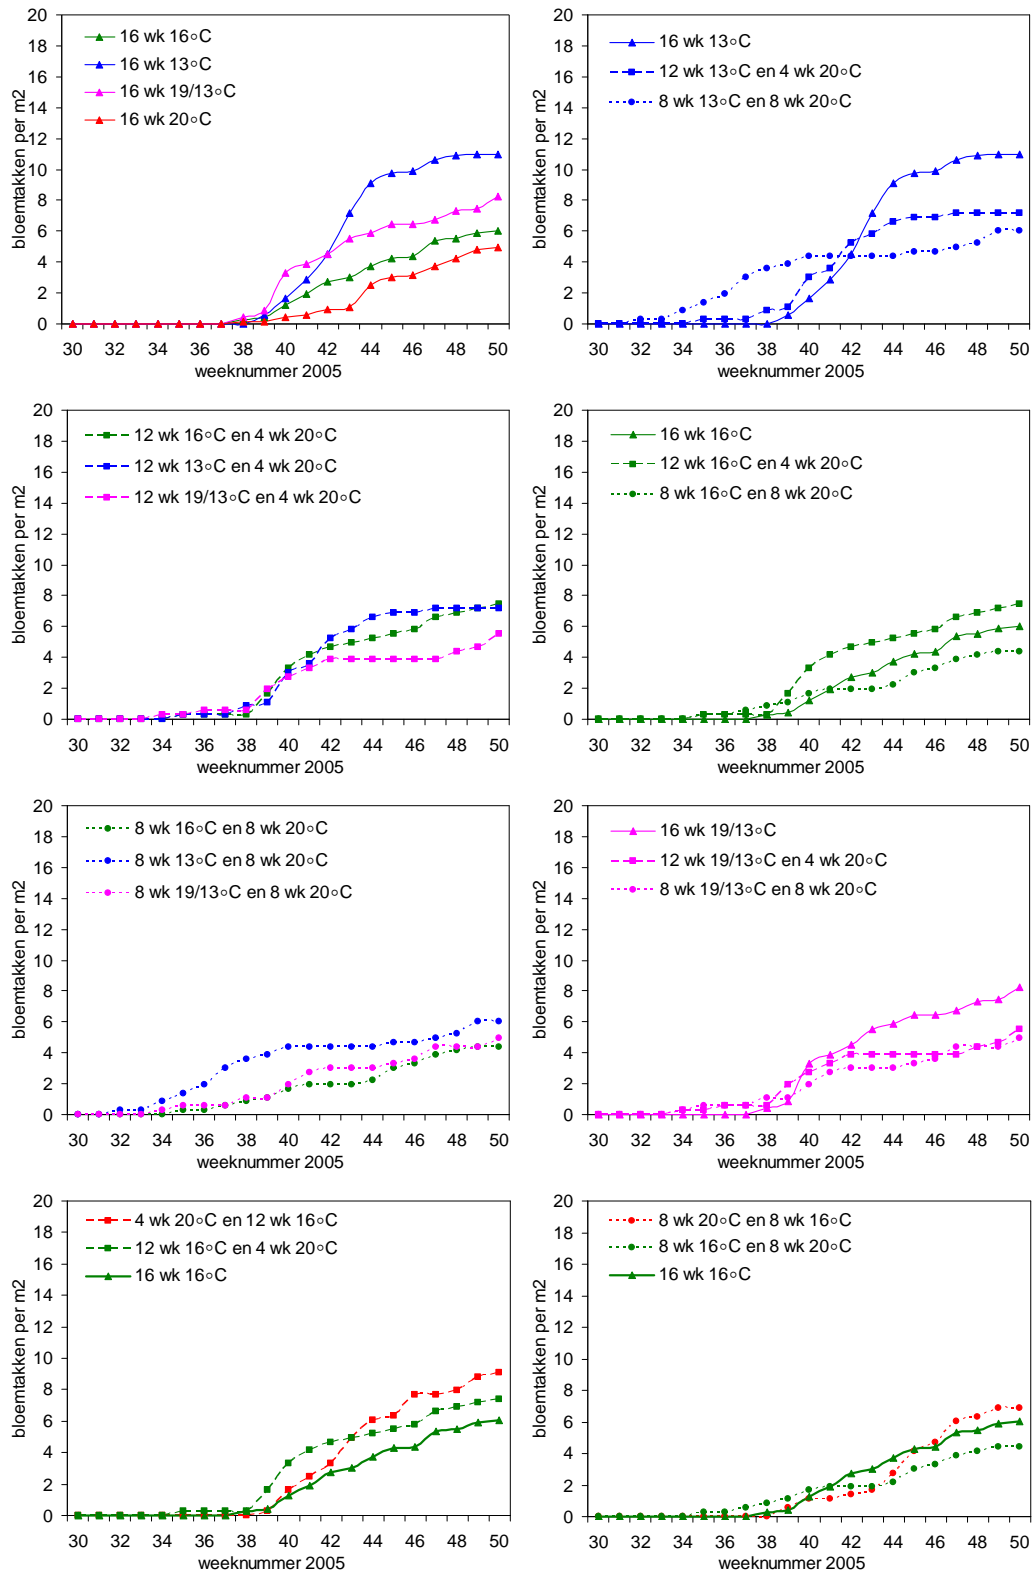 bloemtakken per m2
20
18
16
14
12
10
8
6
4
2
0
16 wk 16○C
16 wk 13○C
16 wk 19/13○C
16 wk 20○C
30 32 34 36 38 40 42 44 46 48 50
weeknummer 2005
bloemtakken per m2
20
18
16
14
12
10
8
6
4
2
0
16 wk 13○C
12 wk 13○C en 4 wk 20○C
8 wk 13○C en 8 wk 20○C
30 32 34 36 38 40 42 44 46 48 50
weeknummer 2005
bloemtakken per m2
20
18
16
14
12
10
8
6
4
2
0
12 wk 16○C en 4 wk 20○C
12 wk 13○C en 4 wk 20○C
12 wk 19/13○C en 4 wk 20○C
30 32 34 36 38 40 42 44 46 48 50
weeknummer 2005
bloemtakken per m2
20
18
16
14
12
10
8
6
4
2
0
16 wk 16○C
12 wk 16○C en 4 wk 20○C
8 wk 16○C en 8 wk 20○C
30 32 34 36 38 40 42 44 46 48 50
weeknummer 2005
bloemtakken per m2
20
18
16
14
12
10
8
6
4
2
0
8 wk 16○C en 8 wk 20○C
8 wk 13○C en 8 wk 20○C
8 wk 19/13○C en 8 wk 20○C
30 32 34 36 38 40 42 44 46 48 50
weeknummer 2005
bloemtakken per m2
20
18
16
14
12
10
8
6
4
2
0
16 wk 19/13○C
12 wk 19/13○C en 4 wk 20○C
8 wk 19/13○C en 8 wk 20○C
30 32 34 36 38 40 42 44 46 48 50
weeknummer 2005
bloemtakken per m2
20
18
16
14
12
10
8
6
4
2
0
4 wk 20○C en 12 wk 16○C
12 wk 16○C en 4 wk 20○C
16 wk 16○C
30 32 34 36 38 40 42 44 46 48 50
weeknummer 2005
bloemtakken per m2
20
18
16
14
12
10
8
6
4
2
0
8 wk 20○C en 8 wk 16○C
8 wk 16○C en 8 wk 20○C
16 wk 16○C
30 32 34 36 38 40 42 44 46 48 50
weeknummer 2005